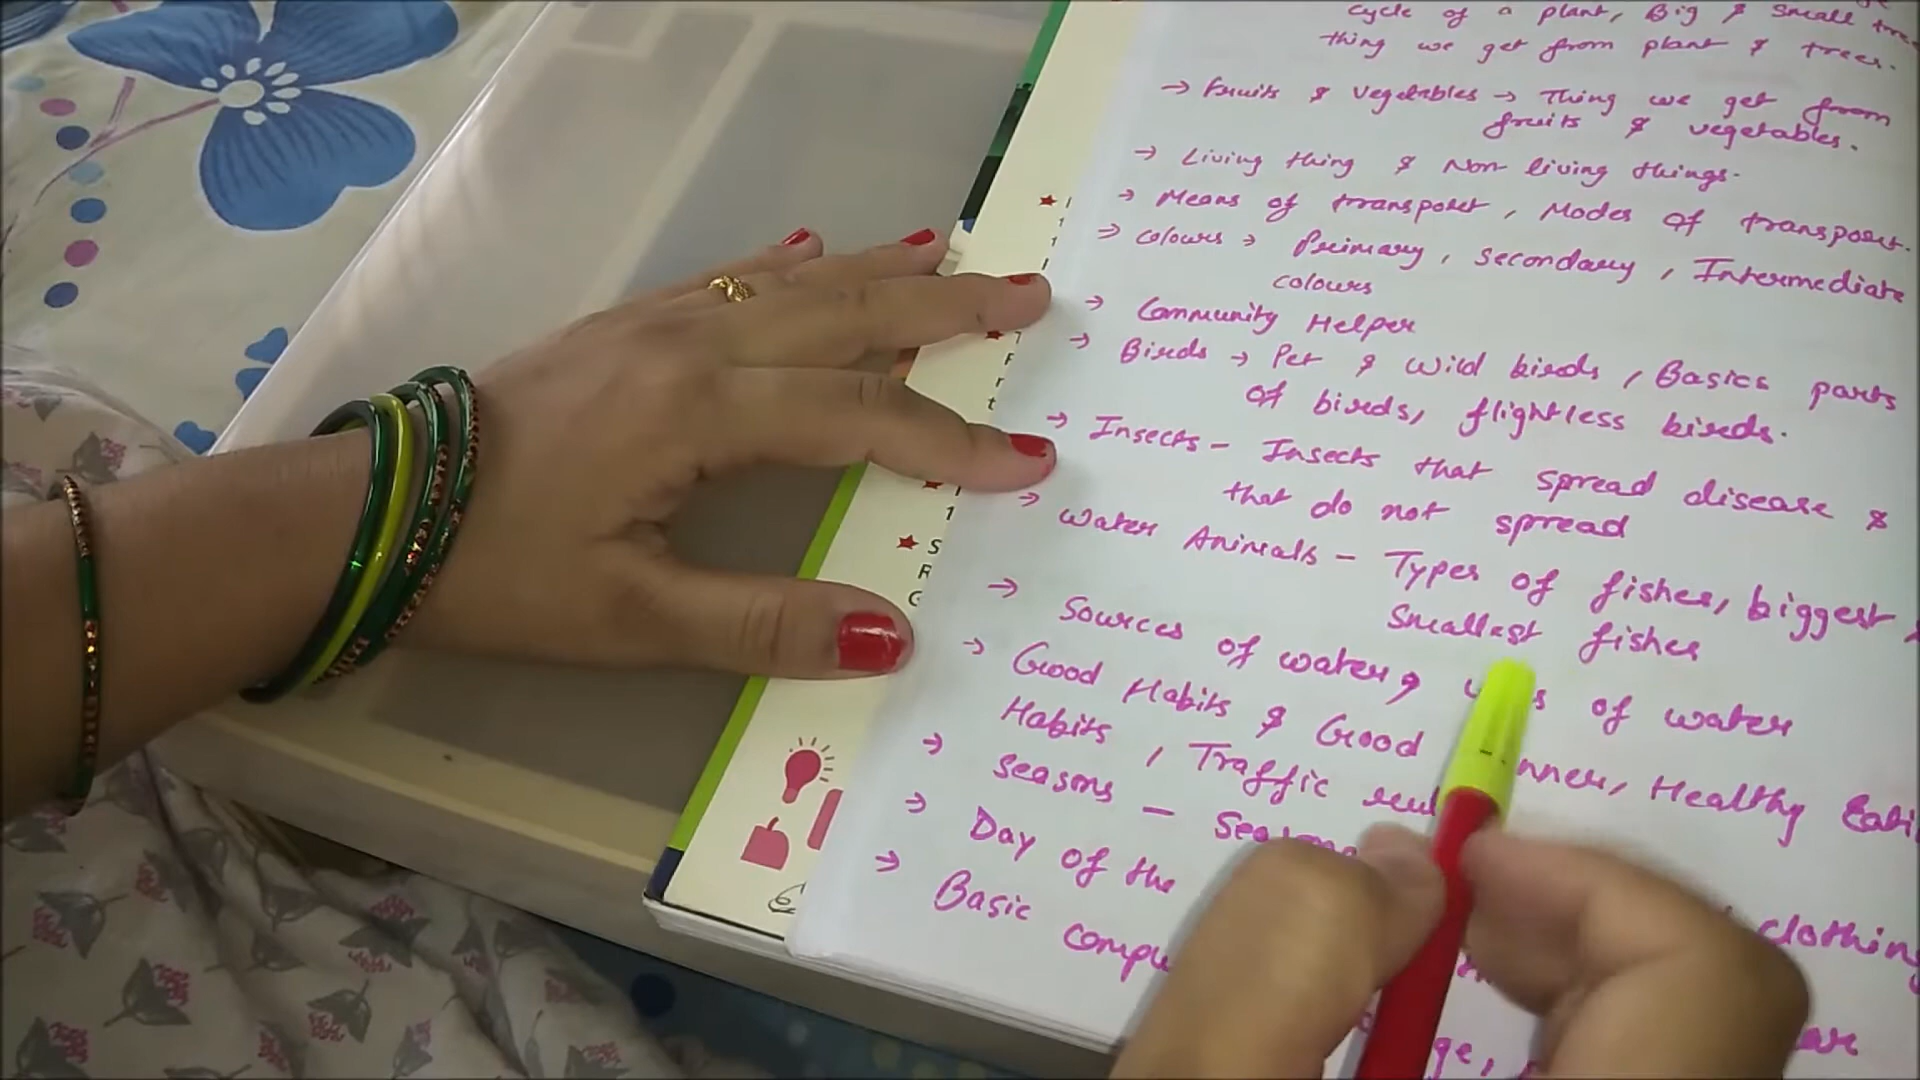 cycle of a plant, Big & Small tree
thing we get from plant & trees.
→ Fruits & vegetables → Thing we get from
fruits & vegetables.
→ Living thing & Non living things.
→ Means of transport, Modes of transport.
→ Colours → Primary, secondary, Intermediate
colours
→ Community Helper
→ Birds → Pet & Wild birds, Basics parts
of birds, flightless birds.
→ Insects - Insects that spread disease &
that do not spread
→ Water Animals - Types of fishes, biggest
Smallest fishes
→ Sources of water, of water
→ Good Habits & Good Healthy
Habits, Traffic
→ Seasons -
clothing
→ Day of the
→ Basic